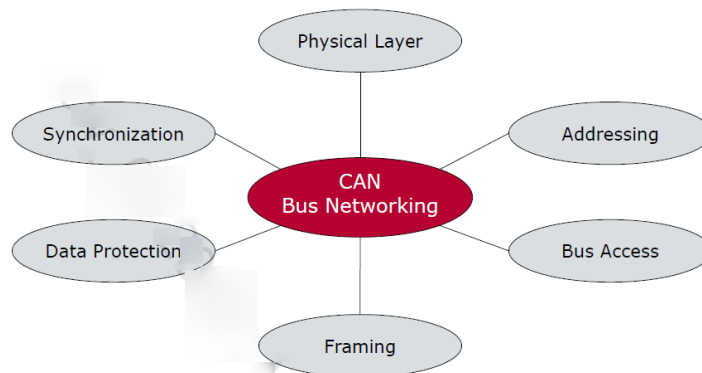 Physical Layer
Synchronization
Addressing
CAN
Bus Networking
Data Protection
Bus Access
Framing